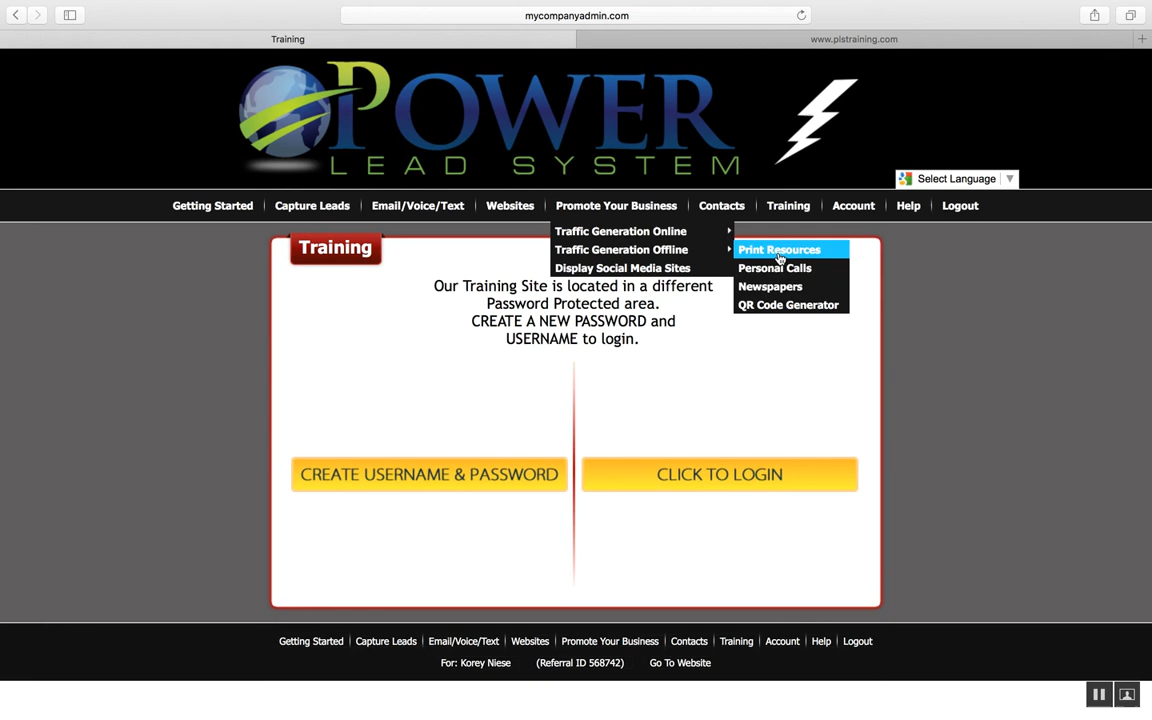 mycompanyadmin.com
Training
www.plstraining.com
POWER
LEAD SYSTEM
Select Language ▼
Getting Started
Capture Leads
Email/Voice/Text
Websites
Promote Your Business
Contacts
Training
Account
Help
Logout
Traffic Generation Online
Traffic Generation Offline
Display Social Media Sites
Print Resources
Personal Calls
Newspapers
QR Code Generator
Training
Our Training Site is located in a different
Password Protected area.
CREATE A NEW PASSWORD and
USERNAME to login.
CREATE USERNAME & PASSWORD
CLICK TO LOGIN
Getting Started
Capture Leads
Email/Voice/Text
Websites
Promote Your Business
Contacts
Training
Account
Help
Logout
For: Korey Niese
(Referral ID 568742)
Go To Website